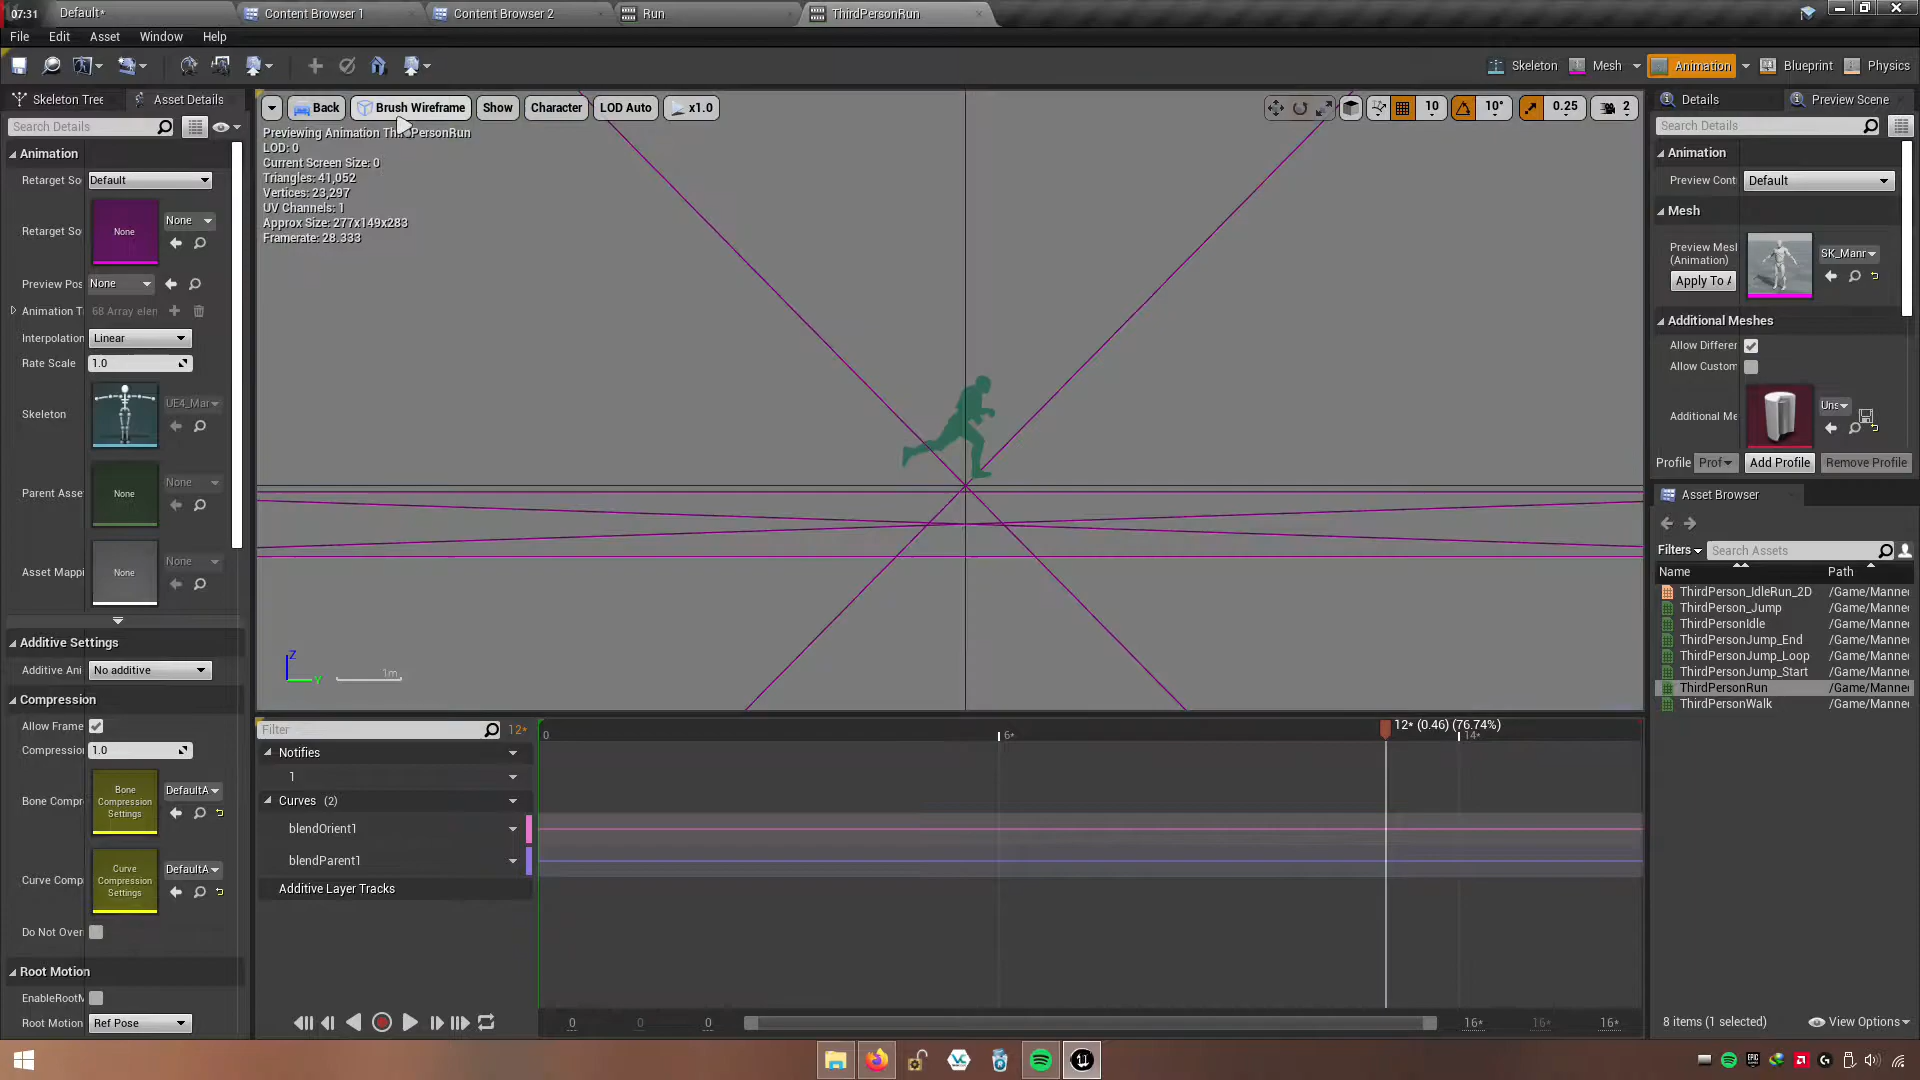 07:31
Default*
Content Browser 1
Content Browser 2
Run
ThirdPersonRun
File Edit Asset Window Help
Skeleton Mesh Animation Blueprint Physics
Skeleton Tree Asset Details
Search Details
Animation
Retarget So Default
Retarget So None None
Preview Pos None
Animation T 68 Array elen
Interpolation Linear
Rate Scale 1.0
Skeleton UE4_Mar
Parent Asse None None
Asset Mappi None None
Additive Settings
Additive Ani No additive
Compression
Allow Frame
Compression 1.0
Bone Compr Bone Compression Settings DefaultA
Curve Comp Curve Compression Settings DefaultA
Do Not Over
Root Motion
EnableRootM
Root Motion Ref Pose
Back Brush Wireframe Show Character LOD Auto x1.0
10 10° 0.25 2
Previewing Animation ThirdPersonRun
LOD: 0
Current Screen Size: 0
Triangles: 41,052
Vertices: 23,297
UV Channels: 1
Approx Size: 277x149x283
Framerate: 28.333
Z
Y
1m
Filter 12*
0 6* 12* (0.46) (76.74%) 14*
Notifies
1
Curves (2)
blendOrient1
blendParent1
Additive Layer Tracks
0 0 0 16* 16* 16*
Details Preview Scene
Search Details
Animation
Preview Cont Default
Mesh
Preview Mesh (Animation) SK_Manr
Apply To A
Additional Meshes
Allow Differer
Allow Custom
Additional Me Uns
Profile Prof Add Profile Remove Profile
Asset Browser
Filters Search Assets
Name Path
ThirdPerson_IdleRun_2D /Game/Manne
ThirdPerson_Jump /Game/Manne
ThirdPersonIdle /Game/Manne
ThirdPersonJump_End /Game/Manne
ThirdPersonJump_Loop /Game/Manne
ThirdPersonJump_Start /Game/Manne
ThirdPersonRun /Game/Manne
ThirdPersonWalk /Game/Manne
8 items (1 selected) View Options